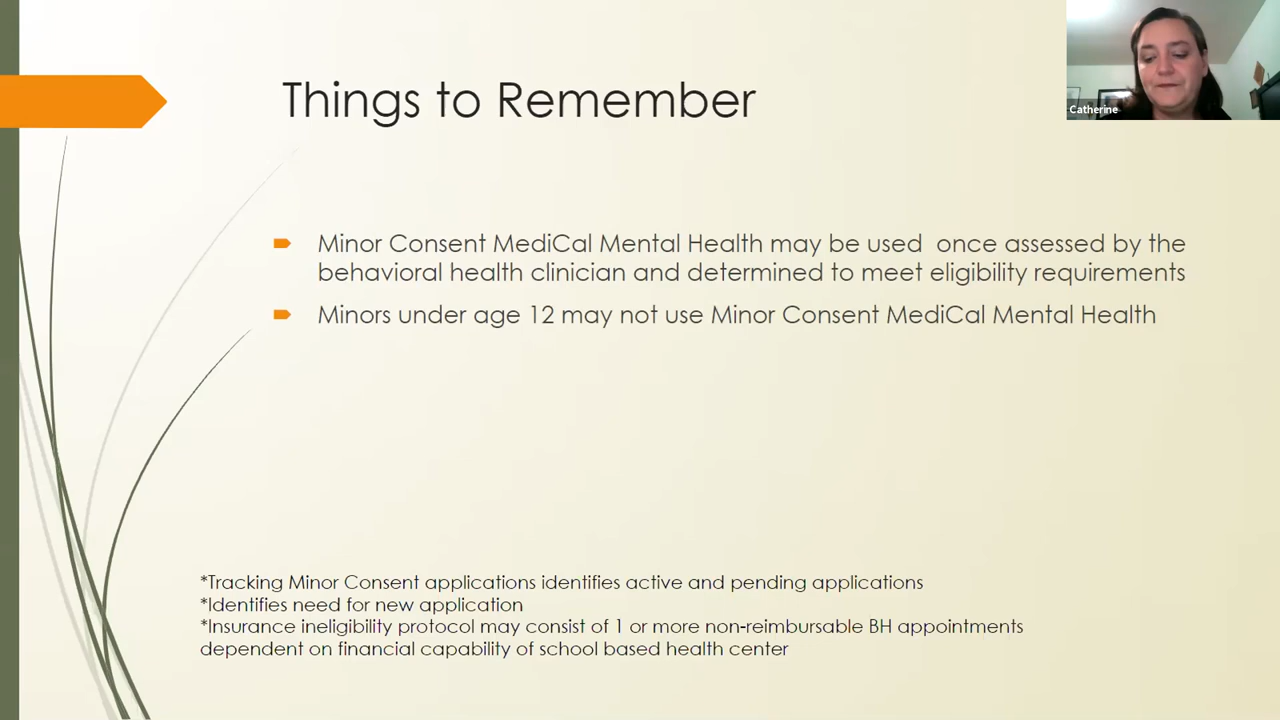 Things to Remember
Catherine
Minor Consent MediCal Mental Health may be used  once assessed by the
behavioral health clinician and determined to meet eligibility requirements
Minors under age 12 may not use Minor Consent MediCal Mental Health
*Tracking Minor Consent applications identifies active and pending applications
*Identifies need for new application
*Insurance ineligibility protocol may consist of 1 or more non-reimbursable BH appointments
dependent on financial capability of school based health center